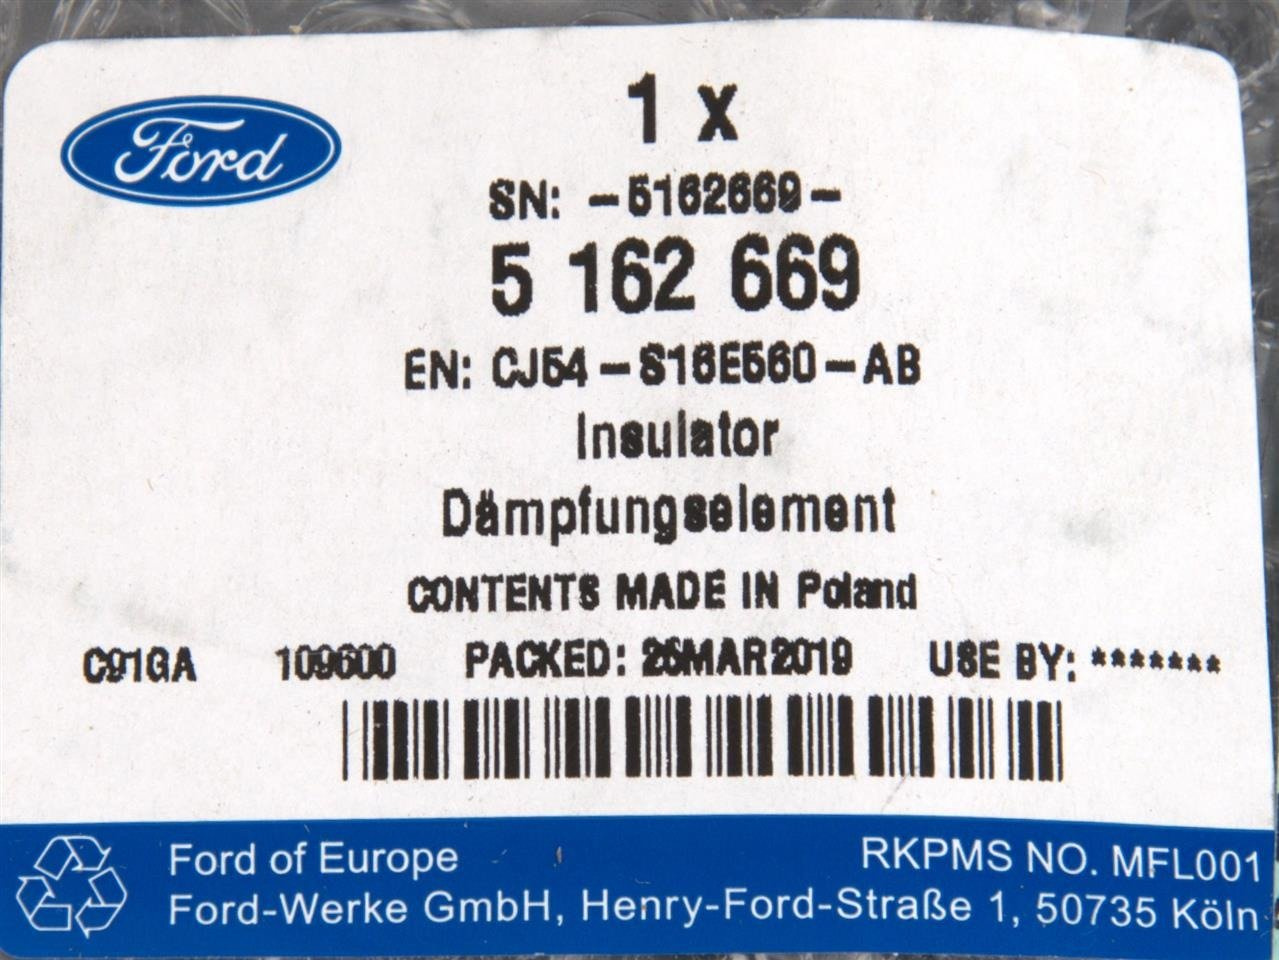 Ford
1 x
SN: -5162669-
5 162 669
EN: CJ54-S16E560-AB
Insulator
Dämpfungselement
CONTENTS MADE IN Poland
C91GA 109600 PACKED: 26MAR2019 USE BY: *******
Ford of Europe RKPMS NO. MFL001
Ford-Werke GmbH, Henry-Ford-Straße 1, 50735 Köln